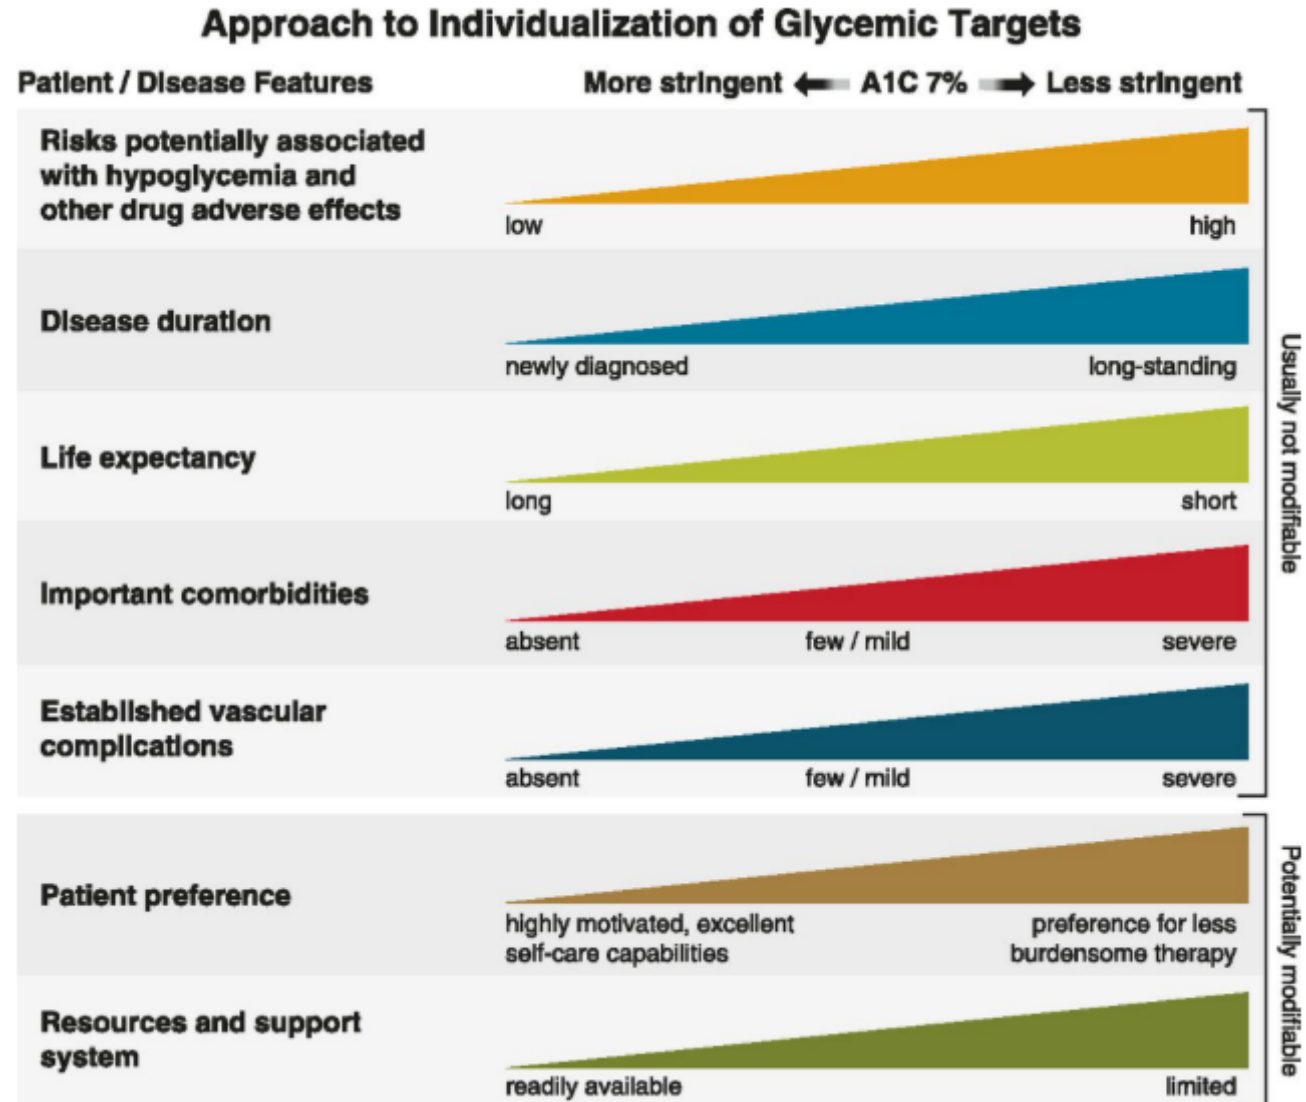 Approach to Individualization of Glycemic Targets
Patient / Disease Features
More stringent A1C 7% Less stringent
Risks potentially associated
with hypoglycemia and
other drug adverse effects
low
high
Disease duration
newly diagnosed
long-standing
Life expectancy
long
short
Important comorbidities
absent
few / mild
severe
Established vascular
complications
absent
few / mild
severe
Usually not modifiable
Patient preference
highly motivated, excellent
self-care capabilities
preference for less
burdensome therapy
Resources and support
system
readily available
limited
Potentially modifiable